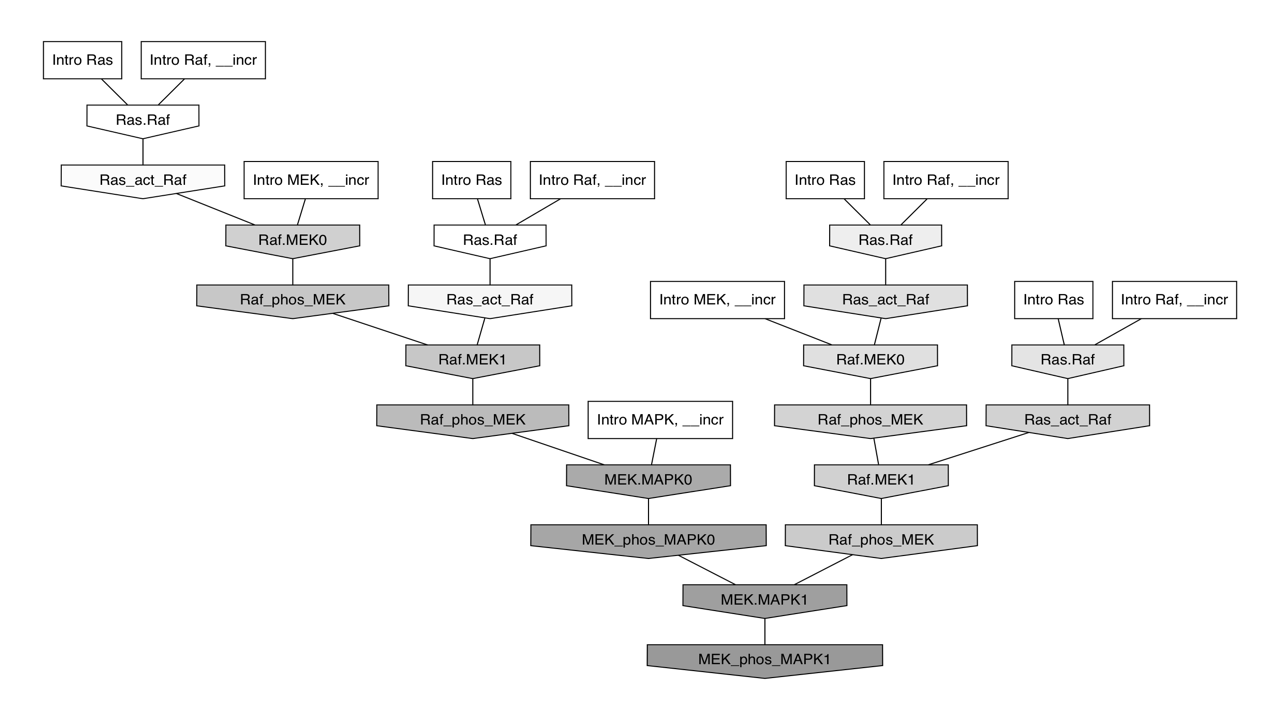 Intro Ras
Intro Raf, __incr
Ras.Raf
Ras_act_Raf
Intro MEK, __incr
Intro Ras
Intro Raf, __incr
Intro Ras
Intro Raf, __incr
Raf.MEK0
Ras.Raf
Ras.Raf
Raf_phos_MEK
Ras_act_Raf
Intro MEK, __incr
Ras_act_Raf
Intro Ras
Intro Raf, __incr
Raf.MEK1
Raf.MEK0
Ras.Raf
Raf_phos_MEK
Intro MAPK, __incr
Raf_phos_MEK
Ras_act_Raf
MEK.MAPK0
Raf.MEK1
MEK_phos_MAPK0
Raf_phos_MEK
MEK.MAPK1
MEK_phos_MAPK1